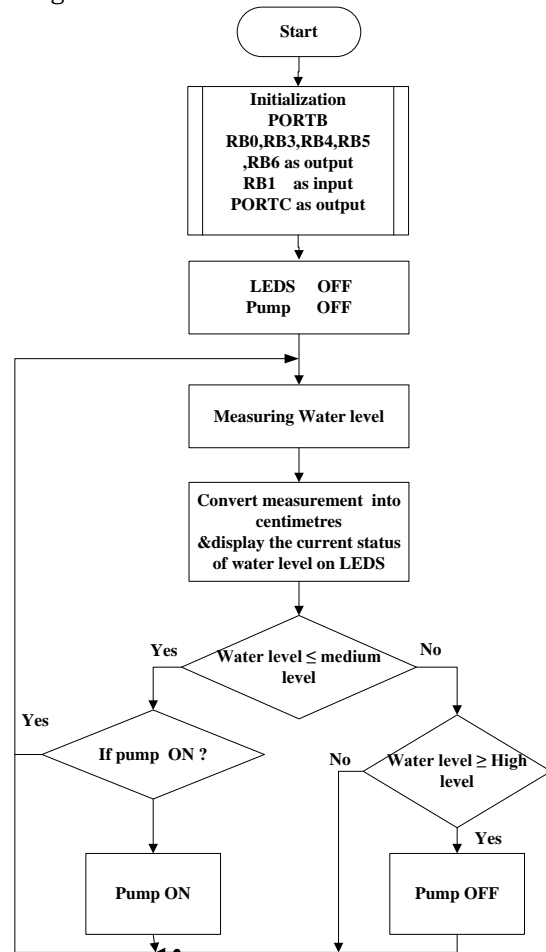 Start
Initialization
PORTB
RB0,RB3,RB4,RB5
,RB6 as output
RB1 as input
PORTC as output
LEDS OFF
Pump OFF
Measuring Water level
Convert measurement into
centimetres
&display the current status
of water level on LEDS
Yes
No
Water level ≤ medium
level
Yes
If pump ON ?
No
Water level ≥ High
level
Yes
Pump ON
Pump OFF